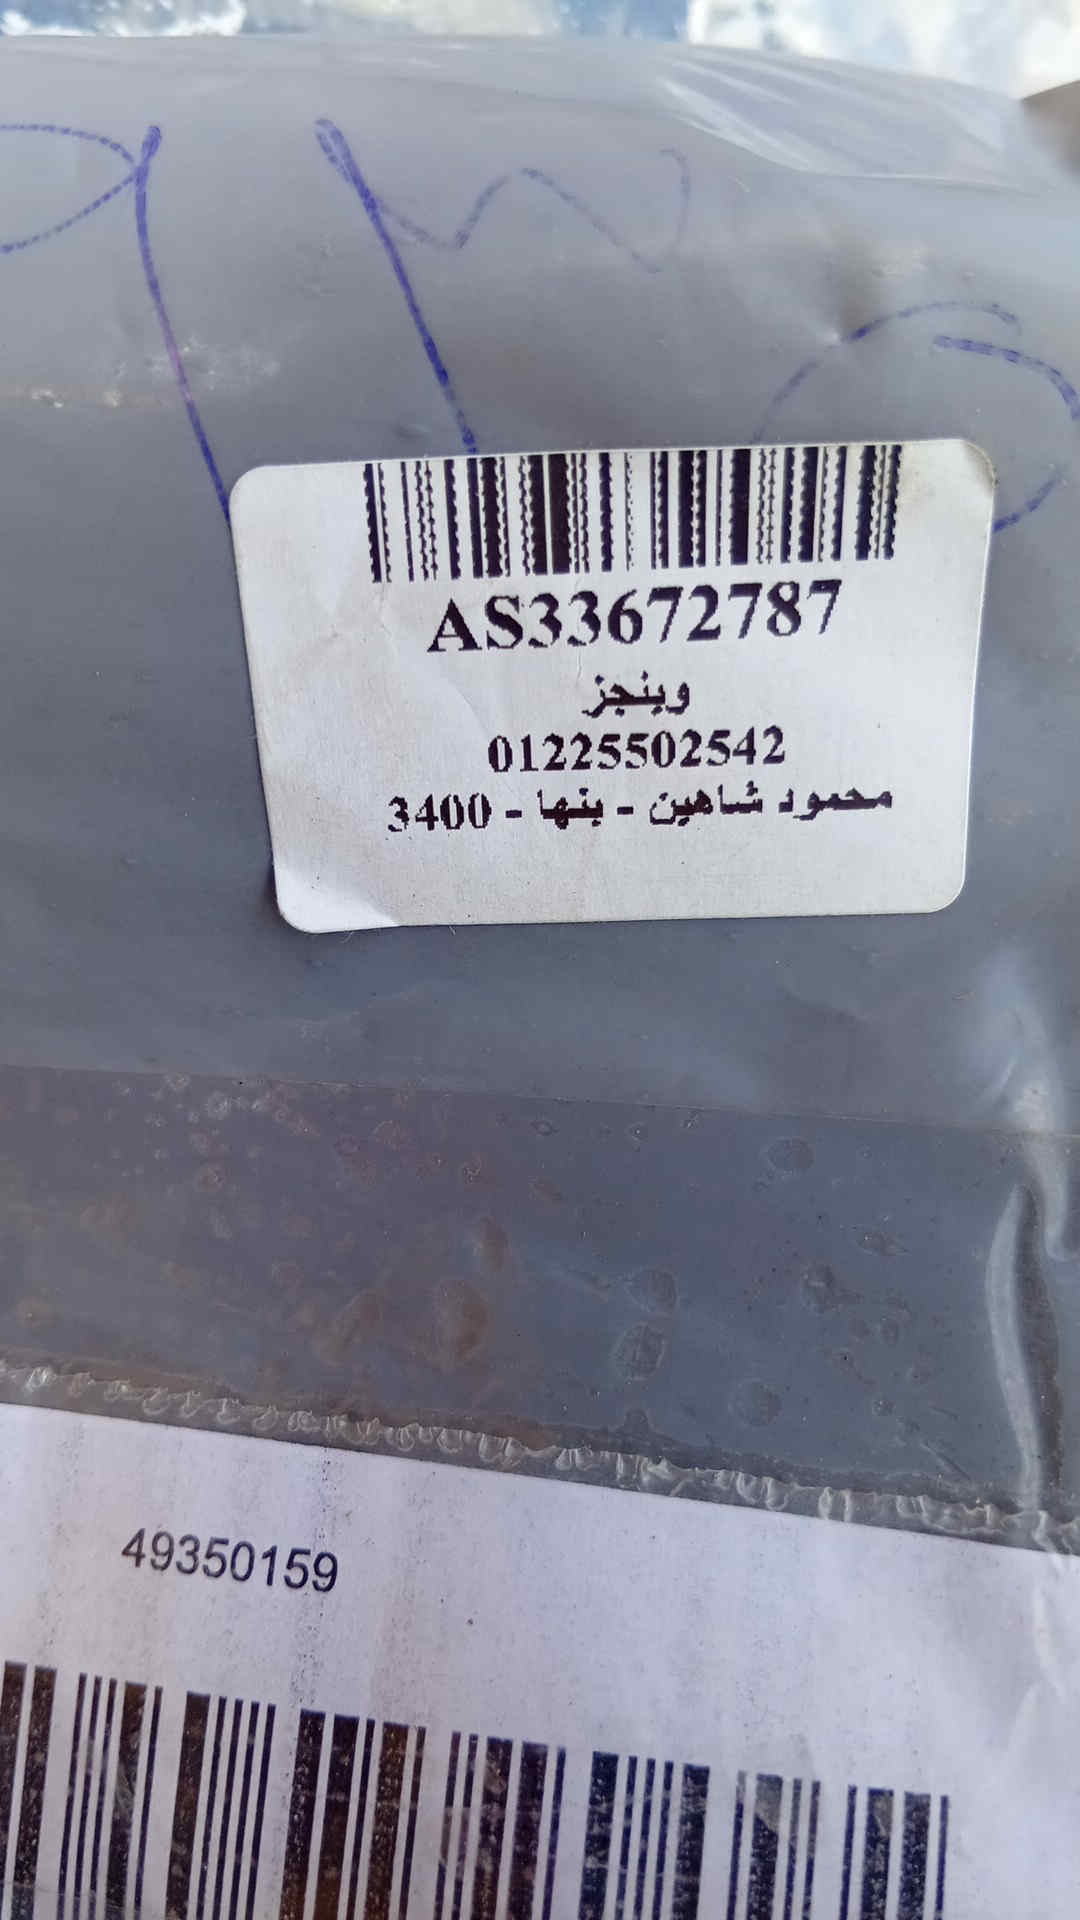 AS33672787
وينجز
01225502542
محمود شاهين - بنها - 3400
49350159